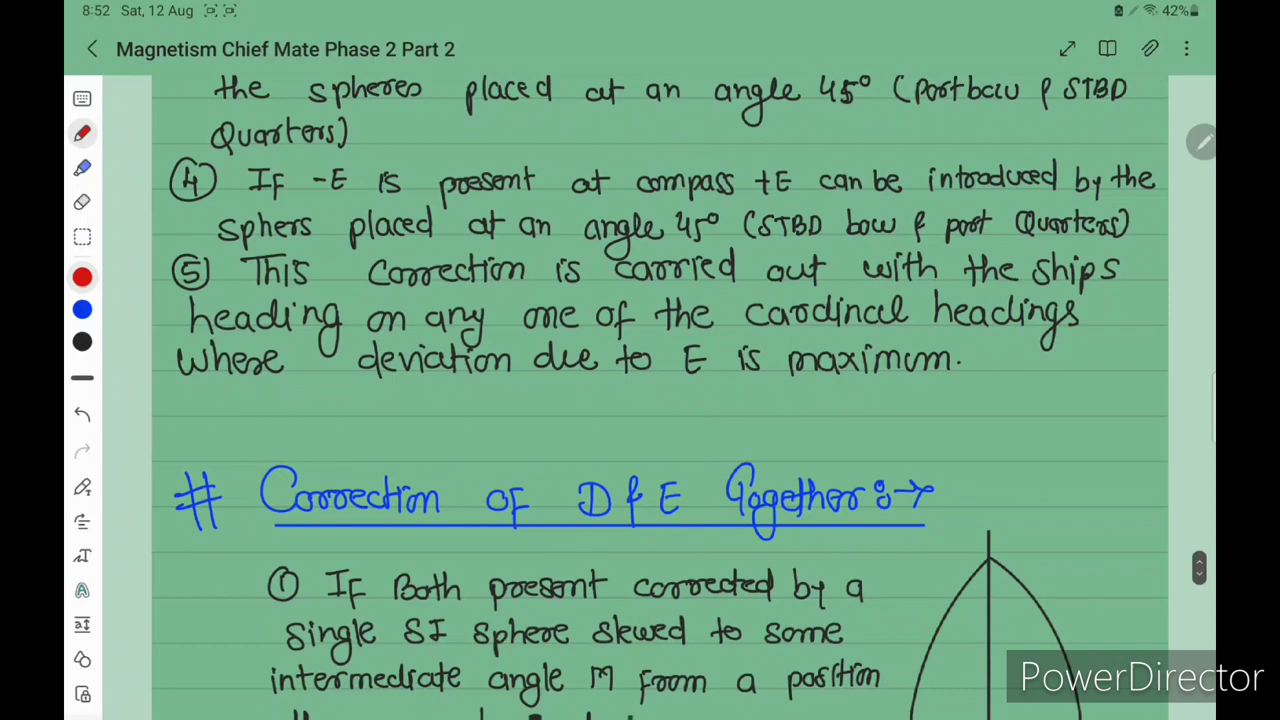 8:52 Sat, 12 Aug
42%
Magnetism Chief Mate Phase 2 Part 2
the spheres placed at an angle 45° (Port bow & STBD
Quarters)
④ IF -E is present at compass +E can be introduced by the
sphers placed at an angle 45° (STBD bow & port Quarters)
⑤ This Correction is carried out with the ships
heading on any one of the cardinal headings
where deviation due to E is maximum.
# Correction OF D & E Together:→
① IF Both present corrected by a
single SI sphere skewed to some
intermediate angle M from a position
PowerDirector